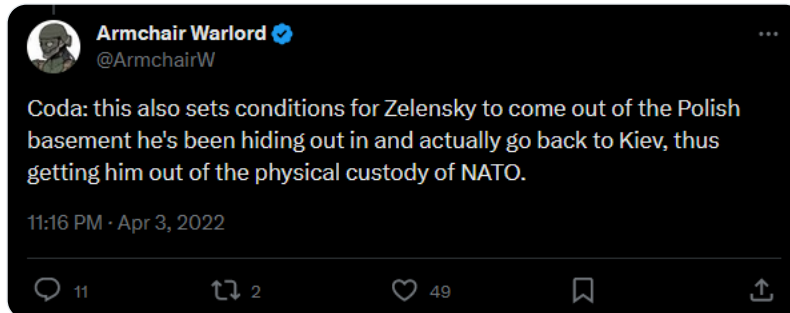 Armchair Warlord
@ArmchairW
Coda: this also sets conditions for Zelensky to come out of the Polish
basement he's been hiding out in and actually go back to Kiev, thus
getting him out of the physical custody of NATO.
11:16 PM · Apr 3, 2022
11 2 49